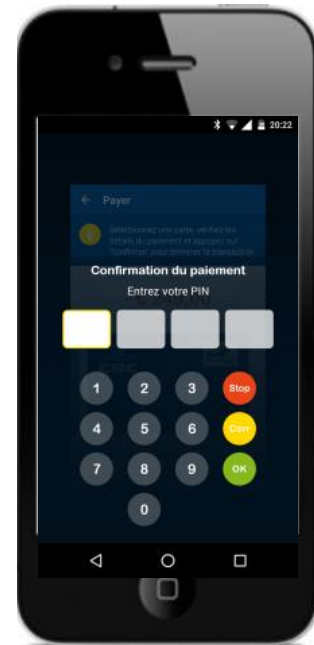 20:22
Payer
Sélectionnez une carte, vérifiez les
détails du paiement et appuyez sur
'Confirmer' pour terminer la transaction
Confirmation du paiement
Entrez votre PIN
1 2 3 Stop
4 5 6 Corr
7 8 9 OK
0